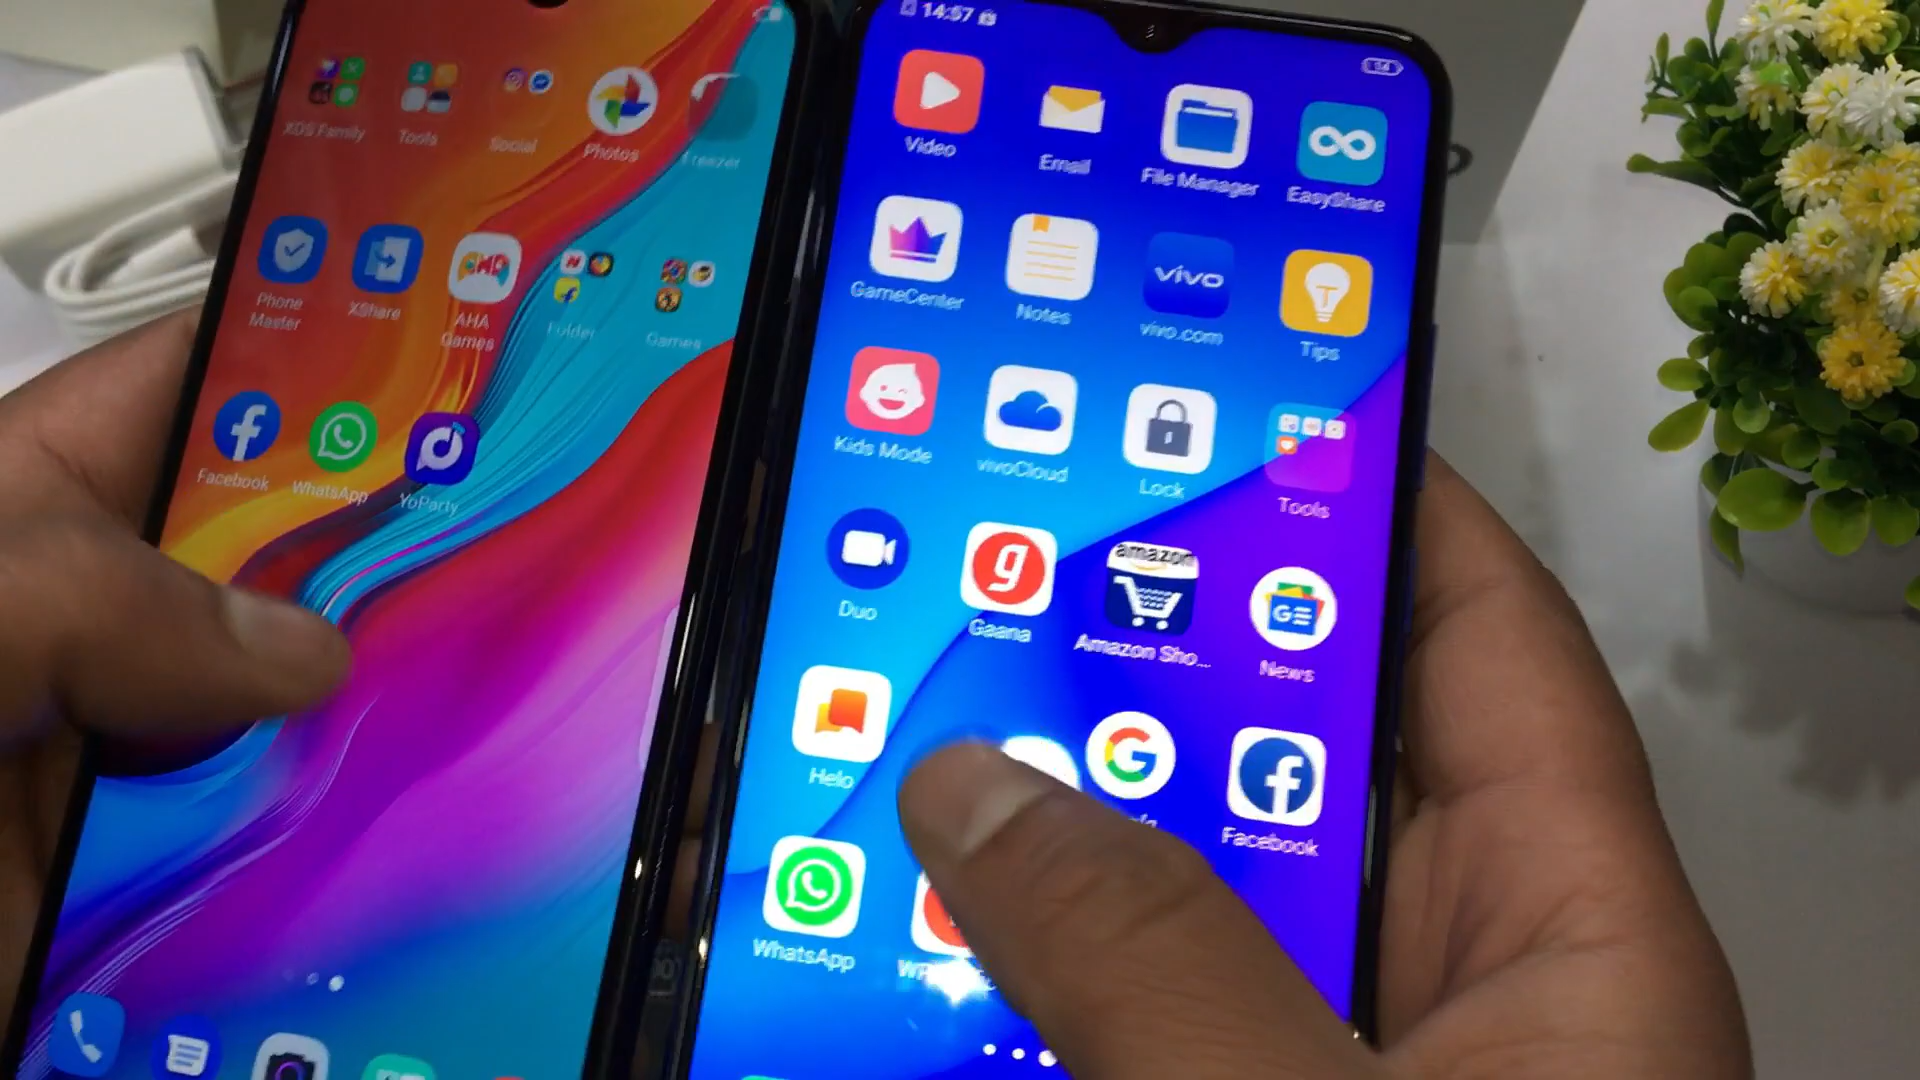 XOS Family
Tools
Social
Photos
Freezer
Phone
Master
XShare
AHA
Games
Folder
Games
Facebook
WhatsApp
YoParty
14:57
14
Video
Email
File Manager
EasyShare
GameCenter
Notes
vivo
vivo.com
Tips
Kids Mode
vivoCloud
Lock
Tools
Duo
g
Gaana
amazon
Amazon Sho...
GE
News
Helo
G
Facebook
WhatsApp